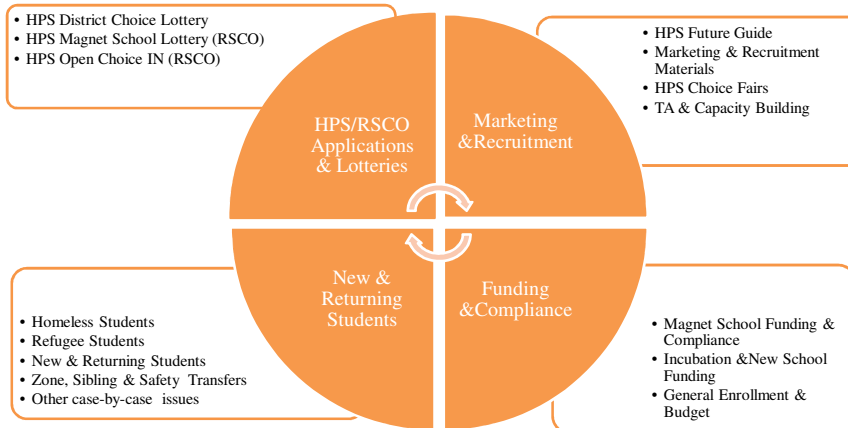 • HPS District Choice Lottery
• HPS Magnet School Lottery (RSCO)
• HPS Open Choice IN (RSCO)
HPS/RSCO
Applications
& Lotteries
Marketing
&Recruitment
• HPS Future Guide
• Marketing & Recruitment
Materials
• HPS Choice Fairs
• TA & Capacity Building
New &
Returning
Students
• Homeless Students
• Refugee Students
• New & Returning Students
• Zone, Sibling & Safety Transfers
• Other case-by-case issues
Funding
&Compliance
• Magnet School Funding &
Compliance
• Incubation &New School
Funding
• General Enrollment &
Budget